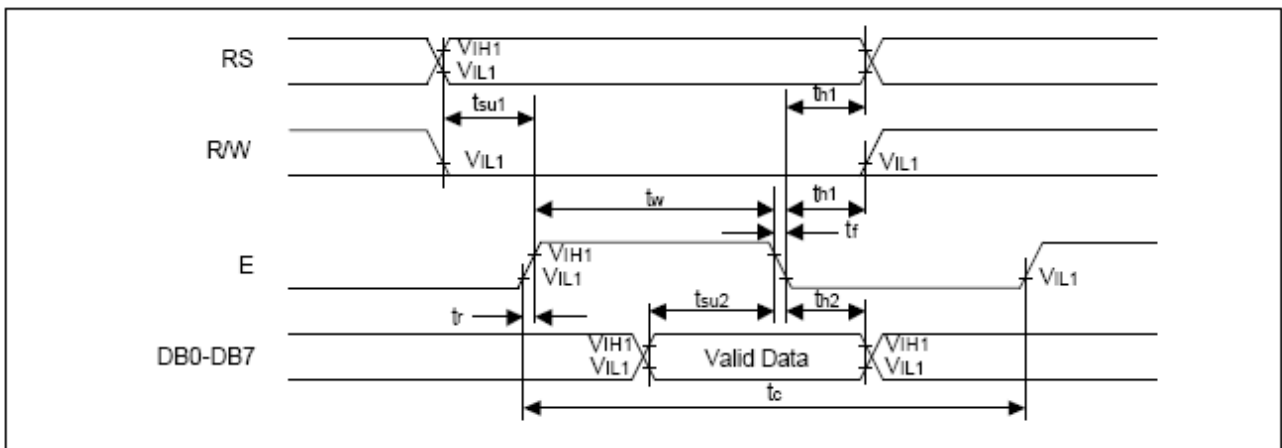 RS
VIH1
VIL1
tsu1
th1
R/W
VIL1
VIL1
tw
th1
tf
E
VIH1
VIL1
VIL1
tr
tsu2
th2
DB0-DB7
VIH1
VIL1
Valid Data
VIH1
VIL1
tc